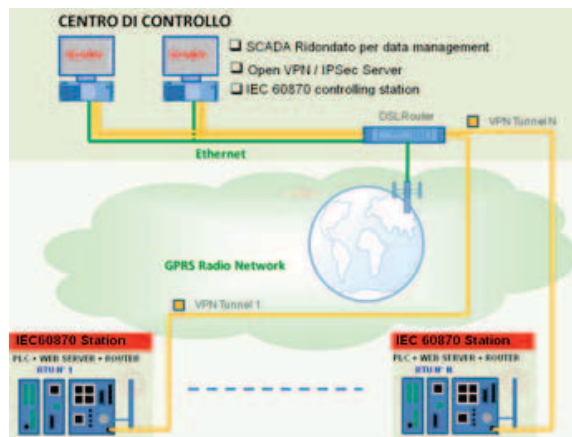 CENTRO DI CONTROLLO
SCADA Ridondato per data management
Open VPN / IPSec Server
IEC 60870 controlling station
DSL Router
VPN Tunnel N
Ethernet
GPRS Radio Network
VPN Tunnel 1
IEC60870 Station
PLC + WEB SERVER + ROUTER
RTU N° 1
IEC 60870 Station
PLC + WEB SERVER + ROUTER
RTU N° N